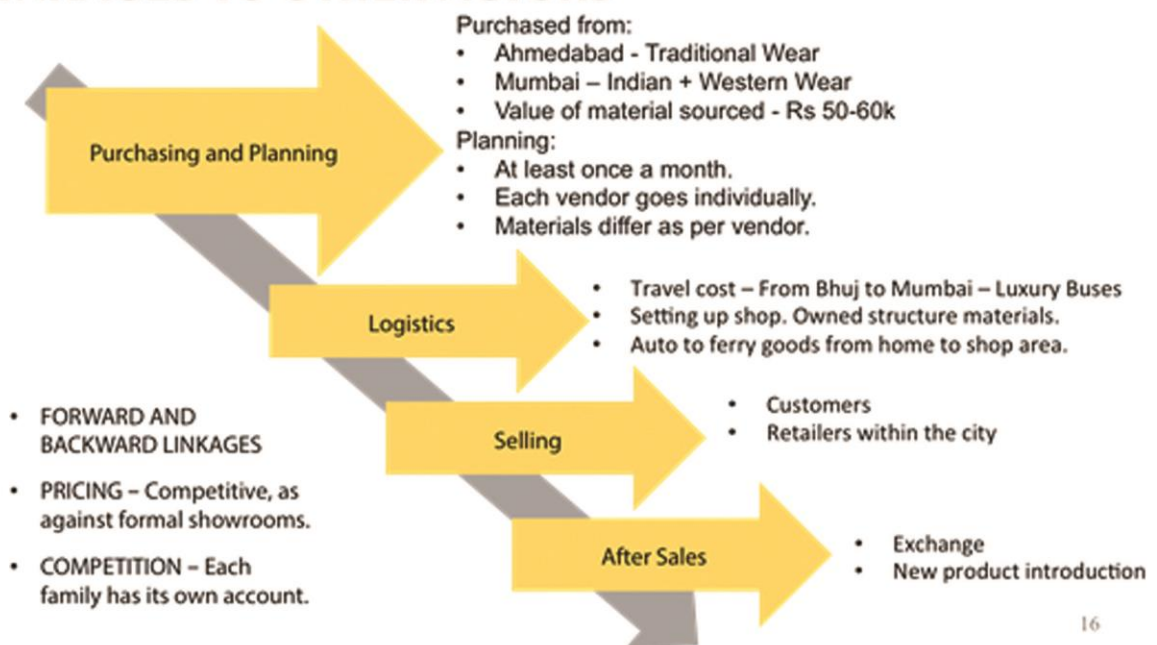 Purchased from:
• Ahmedabad - Traditional Wear
• Mumbai – Indian + Western Wear
• Value of material sourced - Rs 50-60k
Planning:
• At least once a month.
• Each vendor goes individually.
• Materials differ as per vendor.
Purchasing and Planning
• Travel cost – From Bhuj to Mumbai – Luxury Buses
• Setting up shop. Owned structure materials.
• Auto to ferry goods from home to shop area.
Logistics
• Customers
• Retailers within the city
Selling
• FORWARD AND
BACKWARD LINKAGES
• PRICING – Competitive, as
against formal showrooms.
• COMPETITION – Each
family has its own account.
After Sales
• Exchange
• New product introduction
16